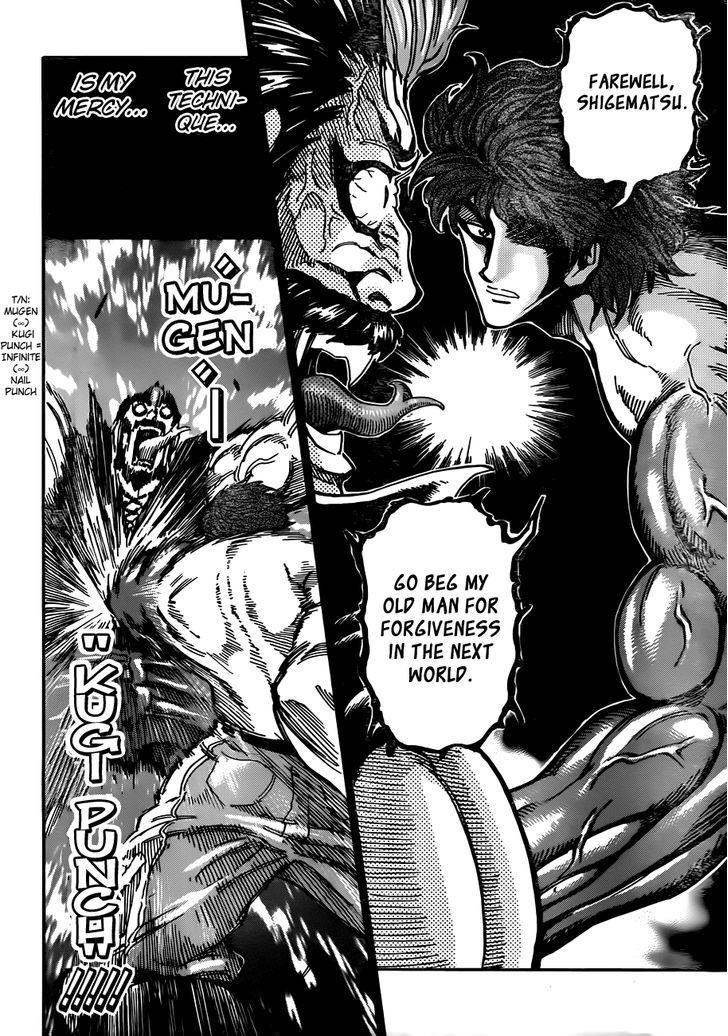 FAREWELL,
SHIGEMATSU.
GO BEG MY
OLD MAN FOR
FORGIVENESS
IN THE NEXT
WORLD.
THIS
TECHNI-
QUE...
IS MY
MERCY...
"MU-
GEN"
"KUGI PUNCH"!!!!!
T/N:
MUGEN
(∞)
KUGI
PUNCH =
INFINITE
(∞)
NAIL
PUNCH